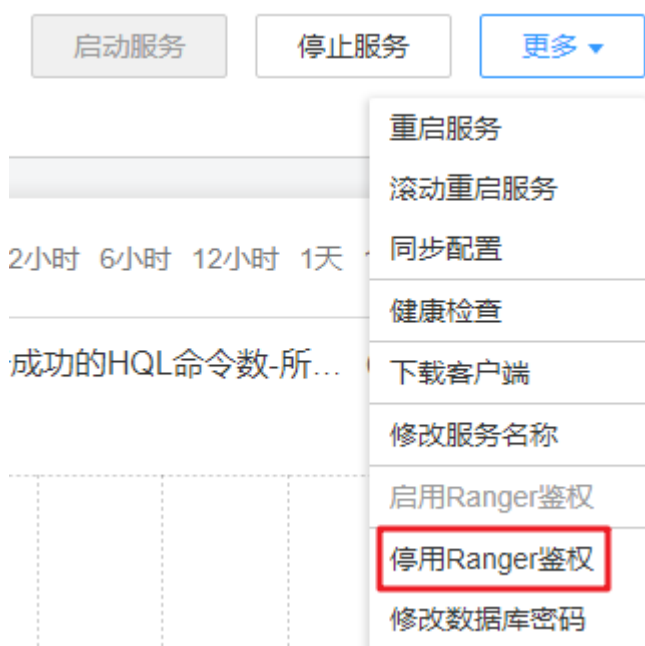 启动服务 停止服务 更多
重启服务
滚动重启服务
2小时 6小时 12小时 1天
同步配置
健康检查
成功的HQL命令数-所...
下载客户端
修改服务名称
启用Ranger鉴权
停用Ranger鉴权
修改数据库密码